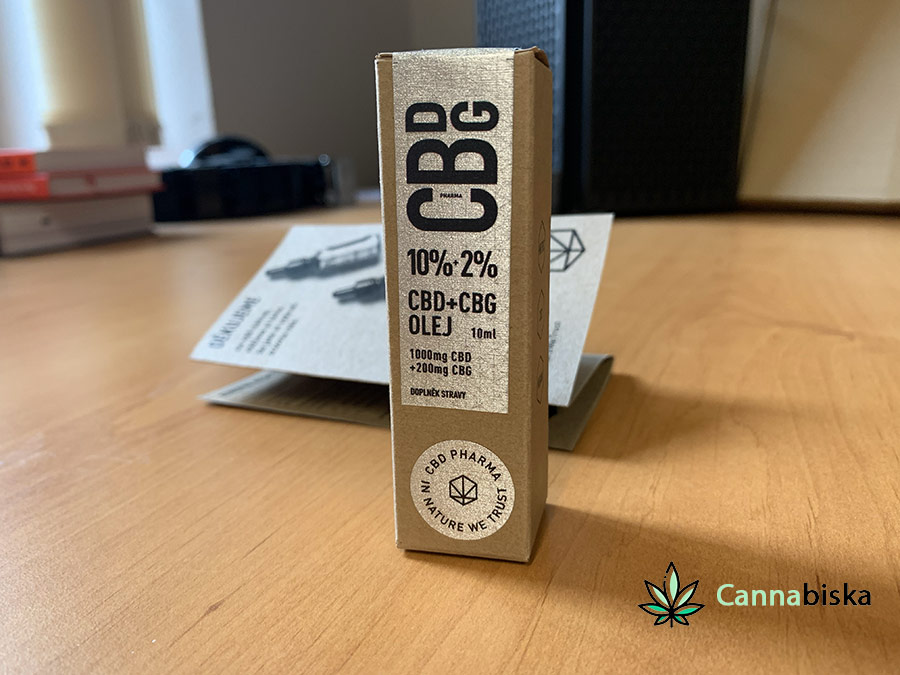 CBD
CBG
PHARMA
10%+2%
CBD+CBG
OLEJ 10ml
1000mg CBD
+200mg CBG
DOPLNĚK STRAVY
CBD PHARMA
IN NATURE WE TRUST
DĚKUJEME
Cannabiska